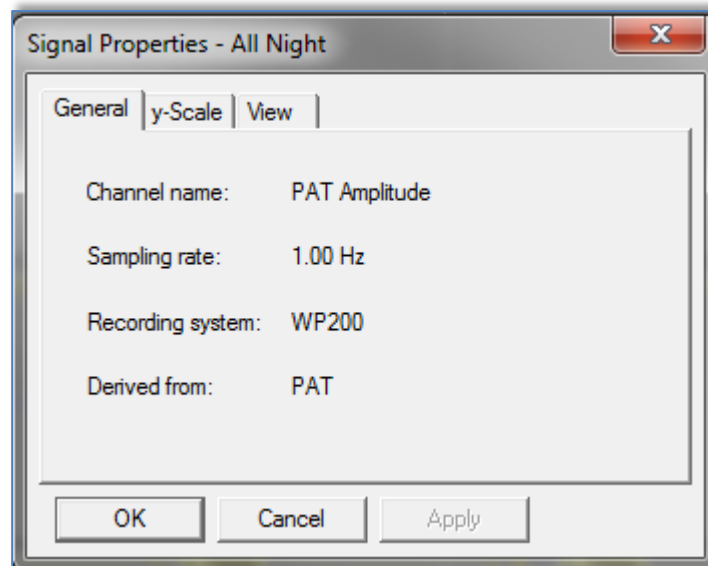 Signal Properties - All Night
General y-Scale View
Channel name: PAT Amplitude
Sampling rate: 1.00 Hz
Recording system: WP200
Derived from: PAT
OK Cancel Apply